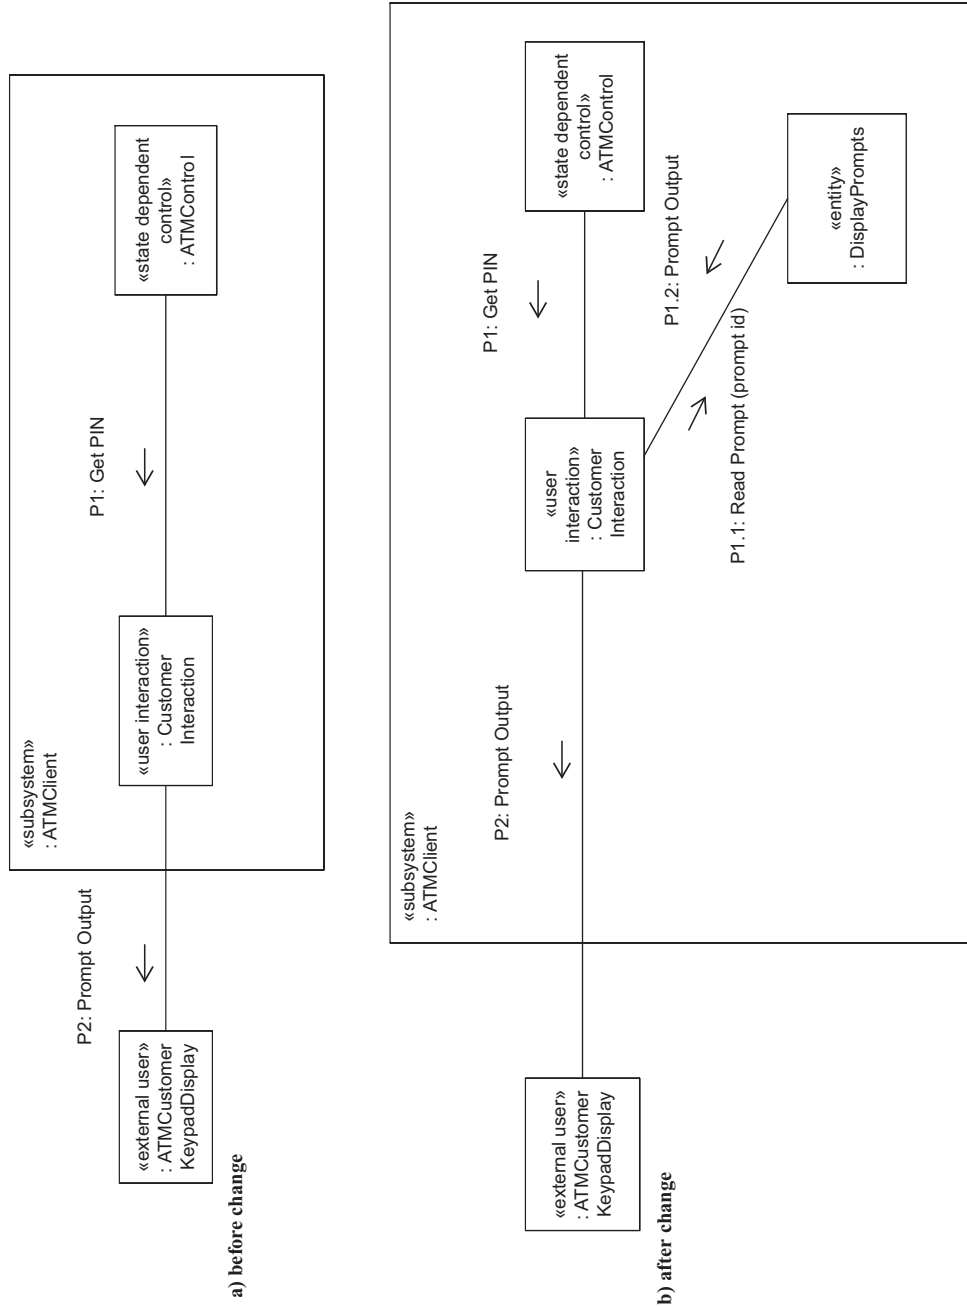 «subsystem»
: ATMClient
P2: Prompt Output
P1: Get PIN
«external user»
: ATMCustomer
KeypadDisplay
«user interaction»
: Customer
Interaction
«state dependent
control»
: ATMControl
a) before change
«subsystem»
: ATMClient
P2: Prompt Output
P1: Get PIN
«external user»
: ATMCustomer
KeypadDisplay
«user
interaction»
: Customer
Interaction
«state dependent
control»
: ATMControl
P1.2: Prompt Output
P1.1: Read Prompt (prompt id)
«entity»
: DisplayPrompts
b) after change